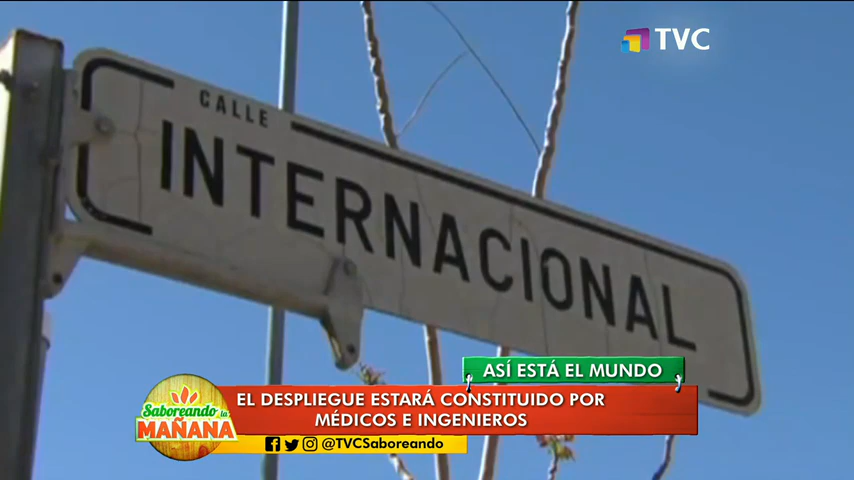 TVC
CALLE
INTERNACIONAL
ASÍ ESTÁ EL MUNDO
EL DESPLIEGUE ESTARÁ CONSTITUIDO POR
MÉDICOS E INGENIEROS
Saboreando la
MAÑANA
@TVCSaboreando